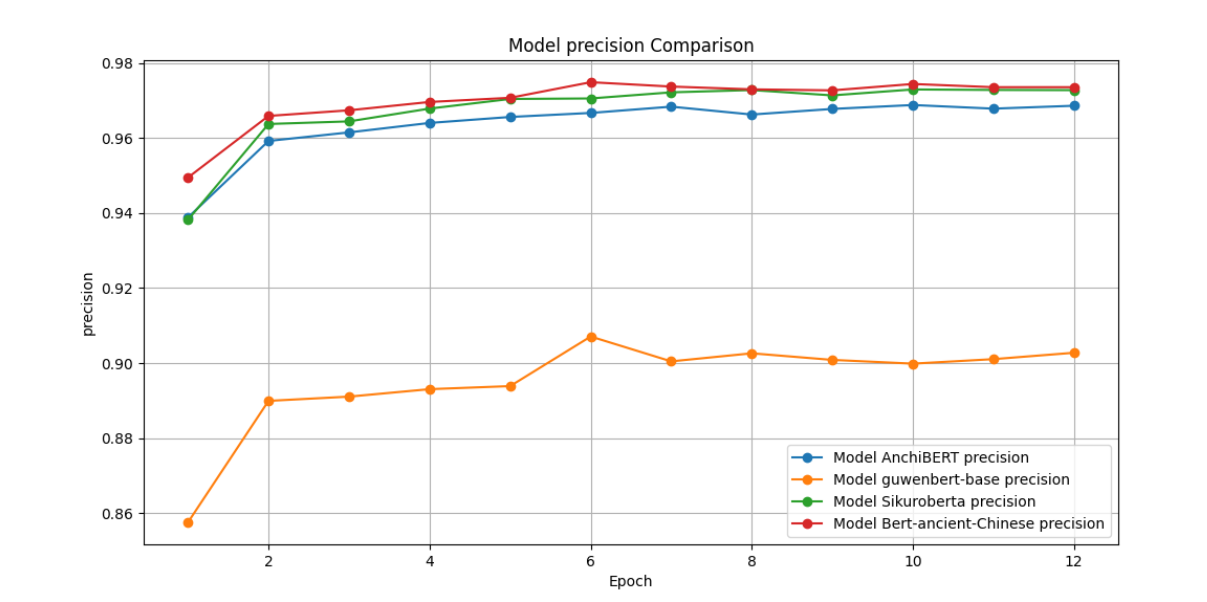 Model precision Comparison
0.98
0.96
0.94
0.92
0.90
0.88
0.86
precision
Model AnchiBERT precision
Model guwenbert-base precision
Model Sikuroberta precision
Model Bert-ancient-Chinese precision
2 4 6 8 10 12
Epoch